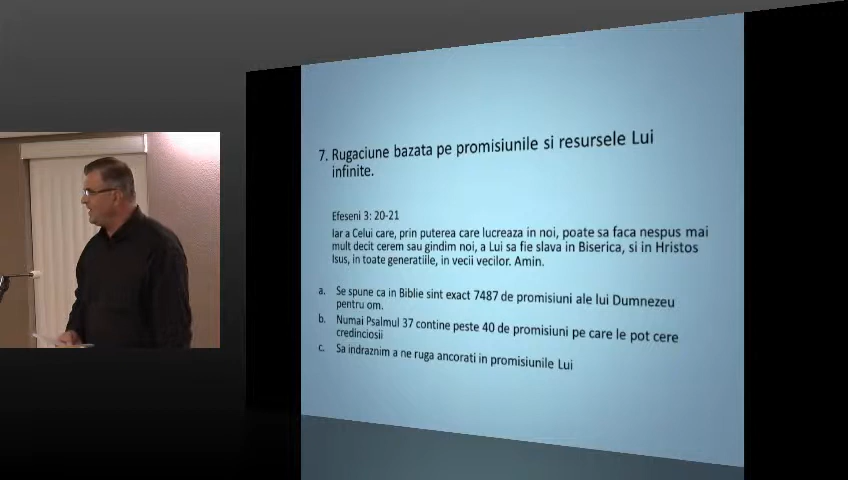 7. Rugaciune bazata pe promisiunile si resursele Lui
infinite.
Efeseni 3: 20-21
Iar a Celui care, prin puterea care lucreaza in noi, poate sa faca nespus mai
mult decit cerem sau gindim noi, a Lui sa fie slava in Biserica, si in Hristos
Isus, in toate generatiile, in vecii vecilor. Amin.
a. Se spune ca in Biblie sint exact 7487 de promisiuni ale lui Dumnezeu
pentru om.
b. Numai Psalmul 37 contine peste 40 de promisiuni pe care le pot cere
credinciosii
c. Sa indraznim a ne ruga ancorati in promisiunile Lui